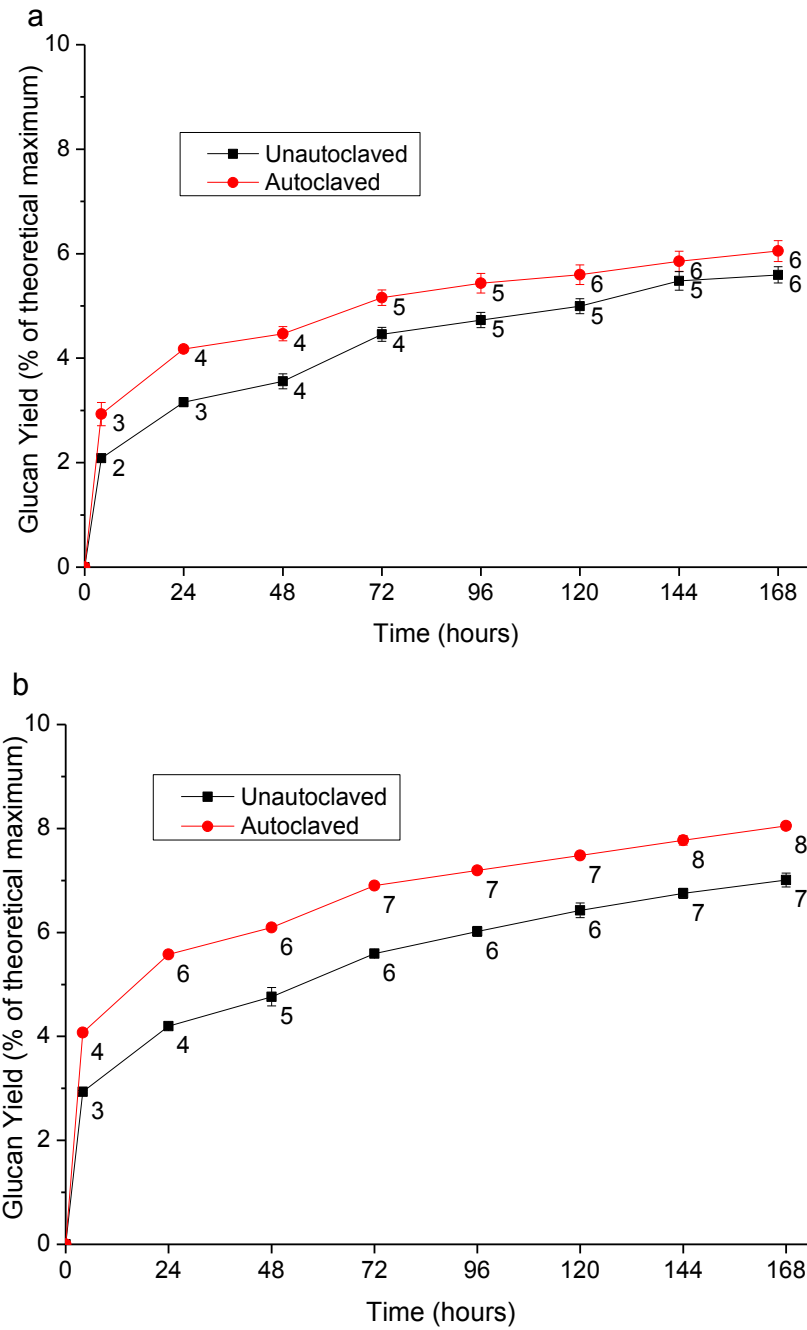 a
10
8
6
4
2
0
Glucan Yield (% of theoretical maximum)
Unautoclaved
Autoclaved
3 4 4 5 5 6 6 6
2 3 4 4 5 5 5 6
0 24 48 72 96 120 144 168
Time (hours)
b
10
8
6
4
2
0
Glucan Yield (% of theoretical maximum)
Unautoclaved
Autoclaved
4 6 6 7 7 7 8 8
3 4 5 6 6 6 7 7
0 24 48 72 96 120 144 168
Time (hours)